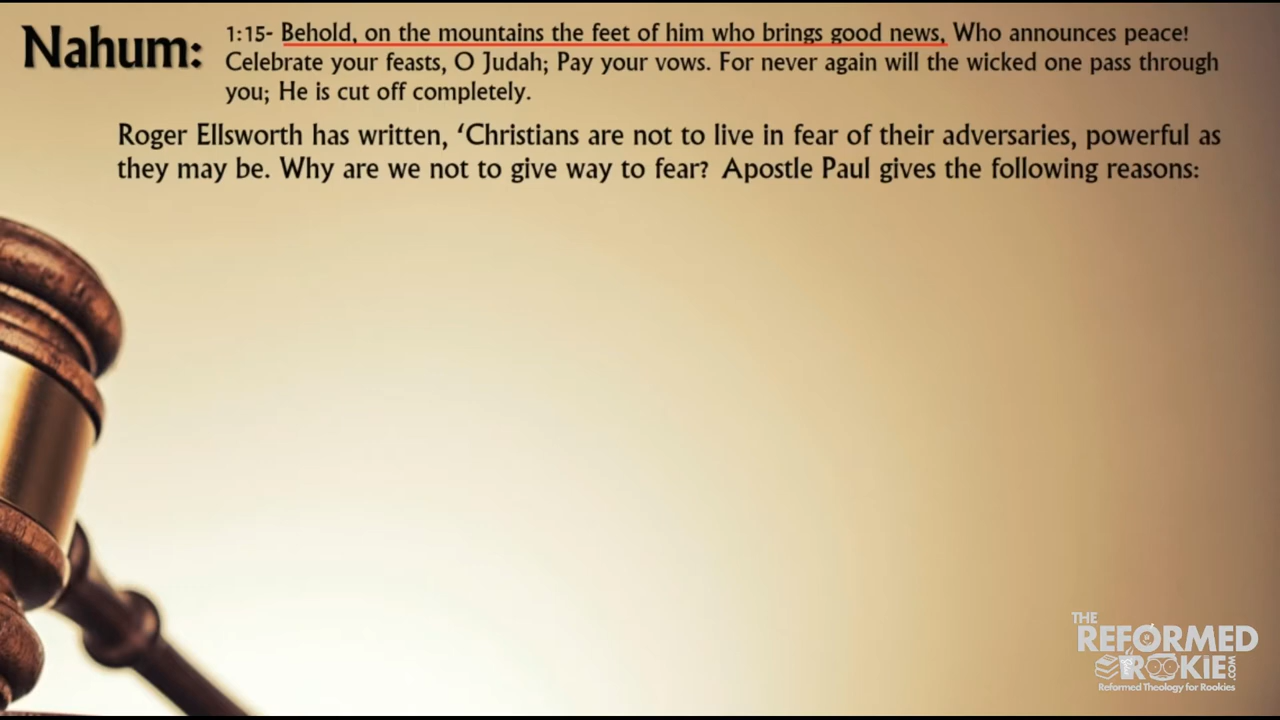 Nahum:
1:15- Behold, on the mountains the feet of him who brings good news, Who announces peace!
Celebrate your feasts, O Judah; Pay your vows. For never again will the wicked one pass through
you; He is cut off completely.
Roger Ellsworth has written, ‘Christians are not to live in fear of their adversaries, powerful as
they may be. Why are we not to give way to fear? Apostle Paul gives the following reasons:
THE
REFORMED
ROOKIE.COM
Reformed Theology for Rookies